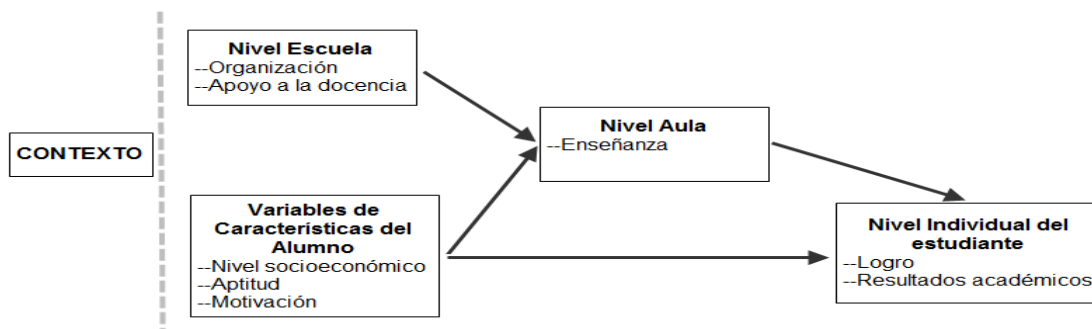 CONTEXTO
Nivel Escuela
--Organización
--Apoyo a la docencia
Variables de
Características del
Alumno
--Nivel socioeconómico
--Aptitud
--Motivación
Nivel Aula
--Enseñanza
Nivel Individual del
estudiante
--Logro
--Resultados académicos